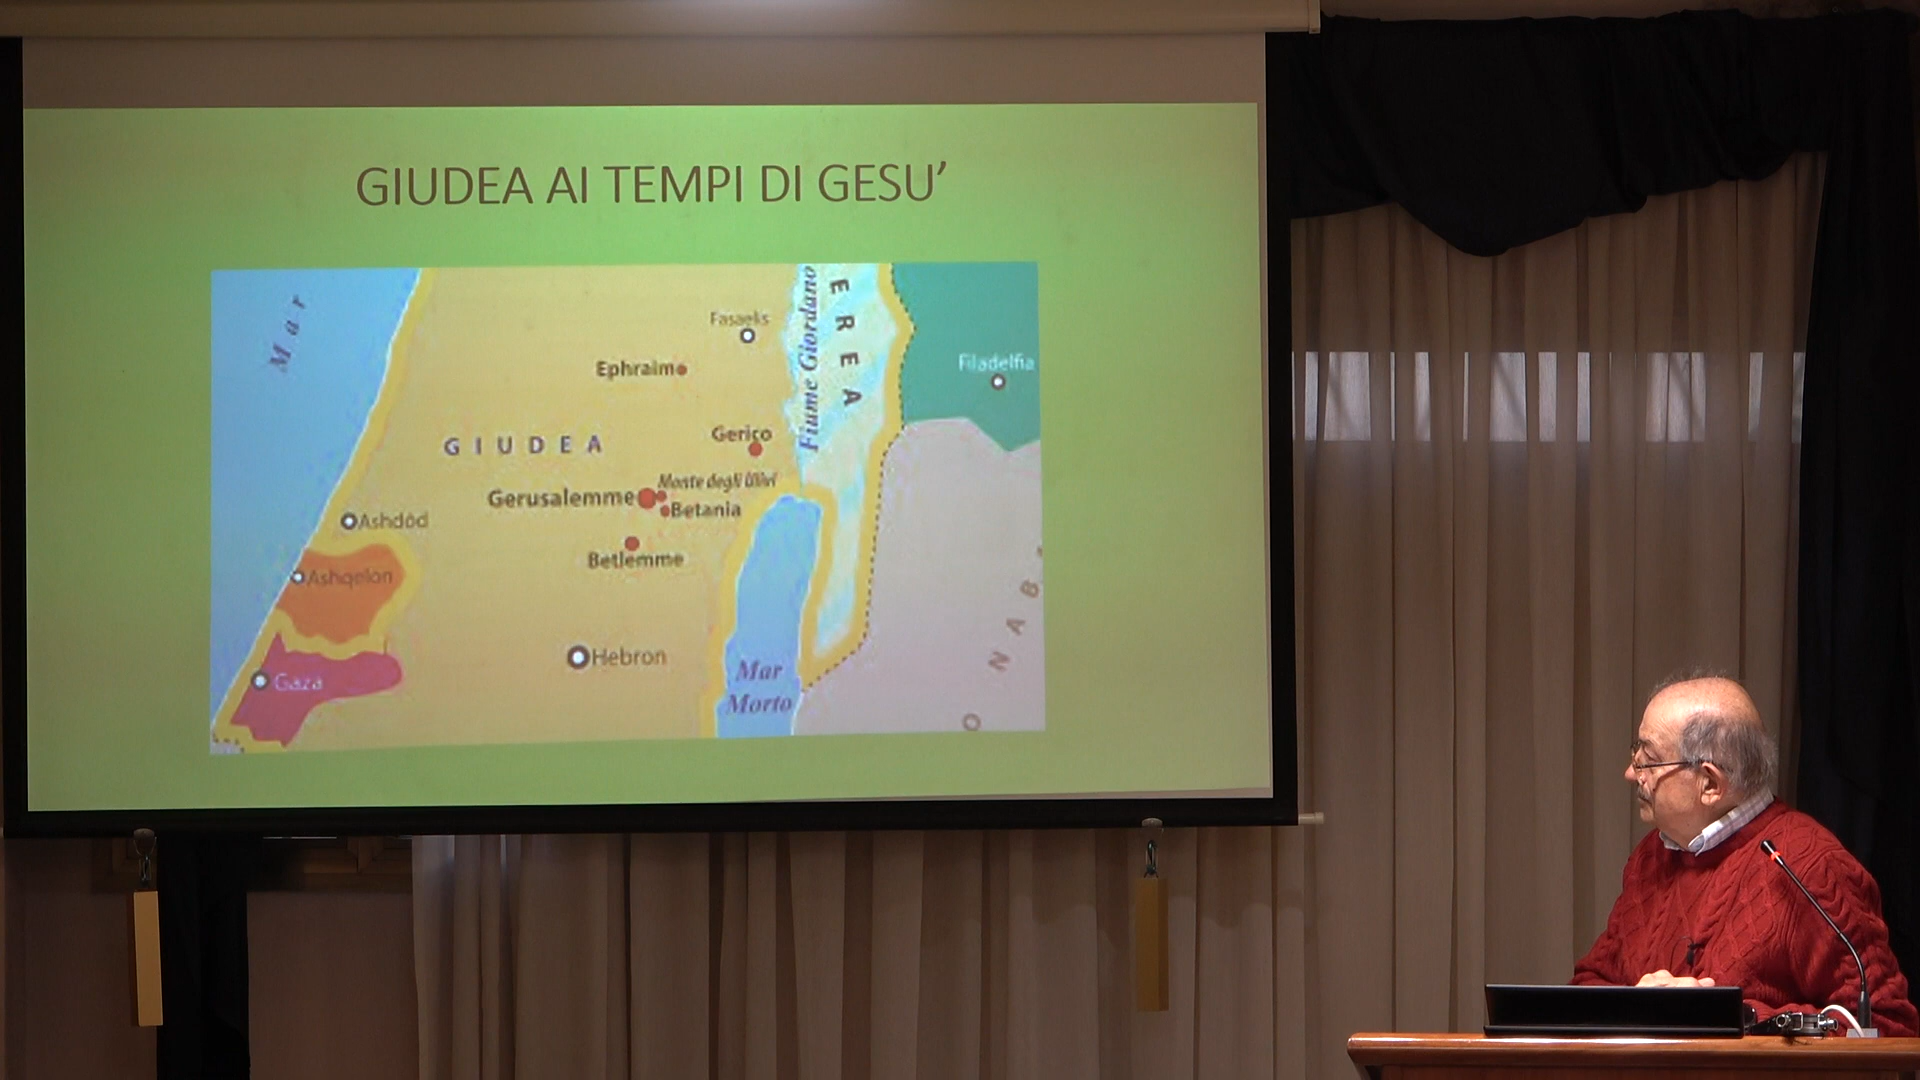 GIUDEA AI TEMPI DI GESU’
Mar
Fasaelis
Ephraim
Fiume Giordano
EREA
Filadelfia
GIUDEA
Gerico
Monte degli Ulivi
Gerusalemme
Betania
Ashdod
Betlemme
Ashqelon
NAB
Hebron
Gaza
Mar
Morto
O